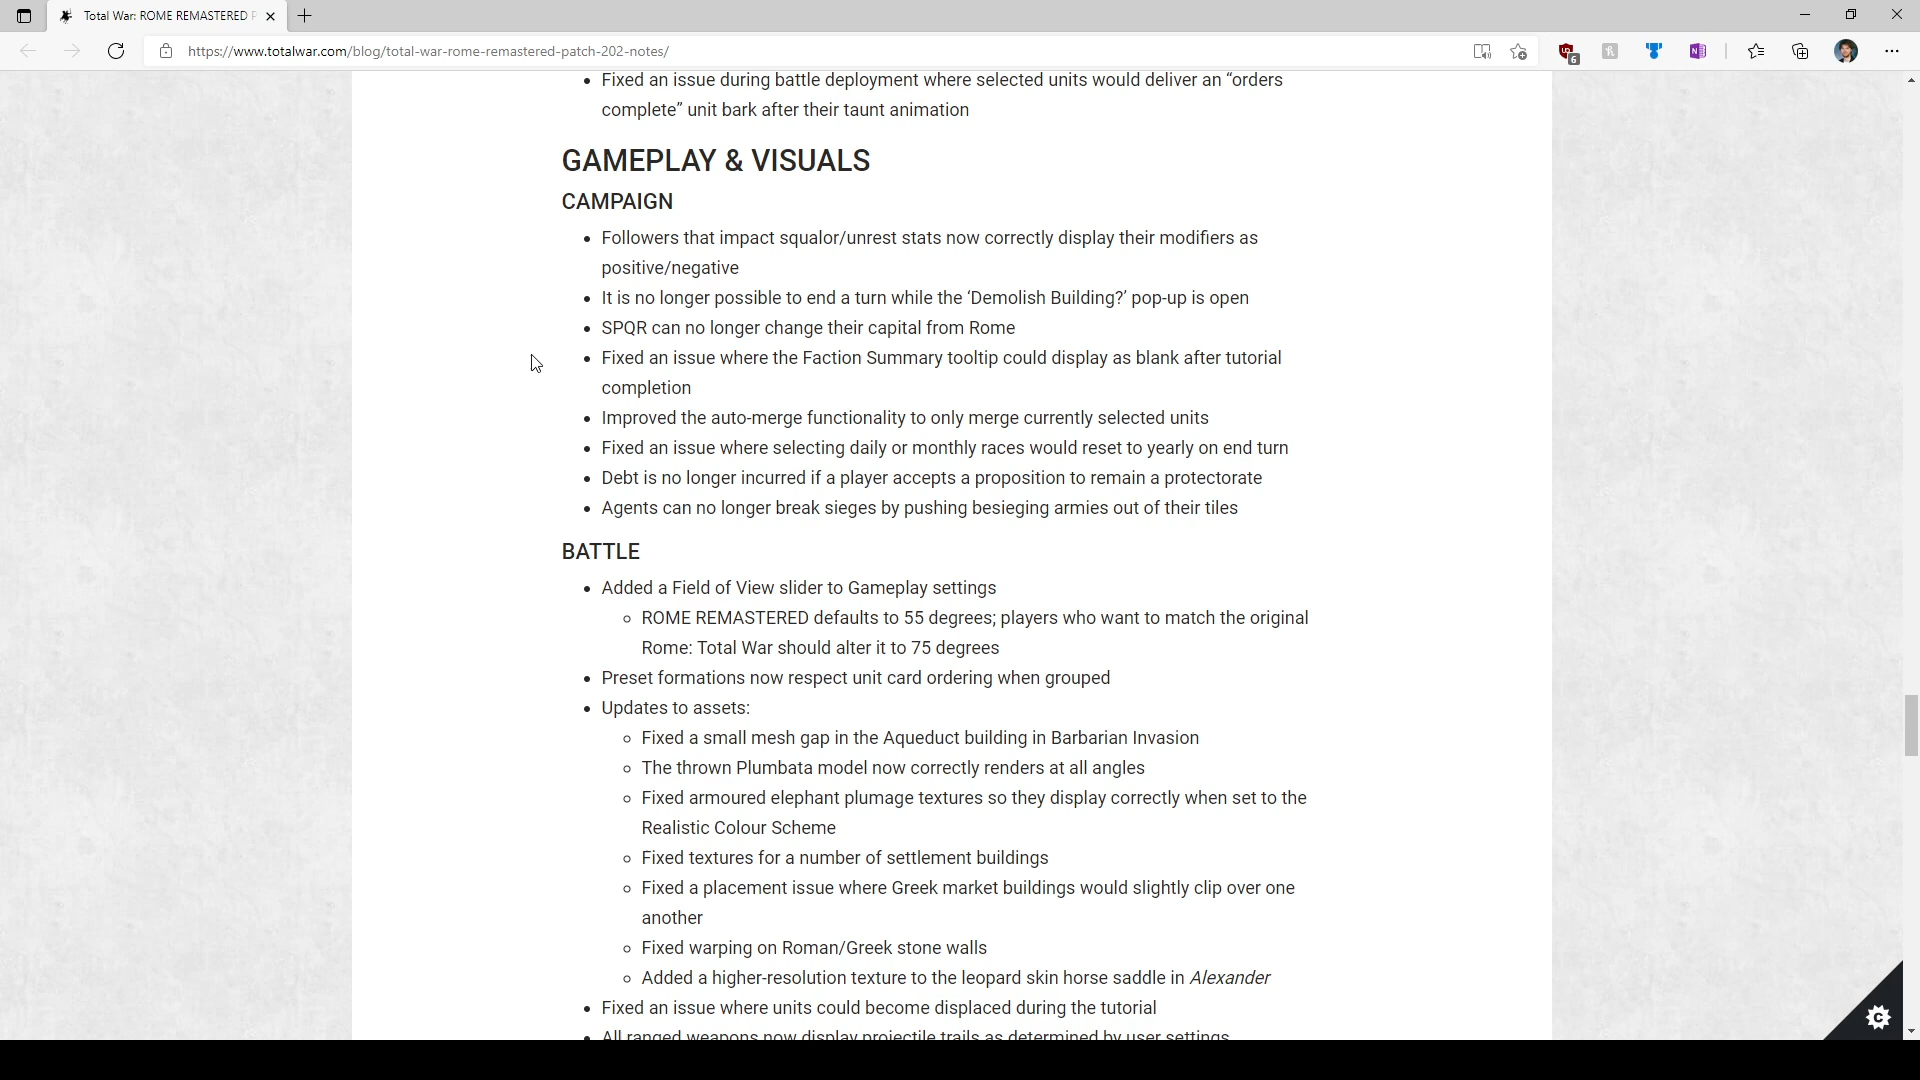 Total War: ROME REMASTERED P
https://www.totalwar.com/blog/total-war-rome-remastered-patch-202-notes/
6
• Fixed an issue during battle deployment where selected units would deliver an “orders
complete” unit bark after their taunt animation
GAMEPLAY & VISUALS
CAMPAIGN
• Followers that impact squalor/unrest stats now correctly display their modifiers as
positive/negative
• It is no longer possible to end a turn while the ‘Demolish Building?’ pop-up is open
• SPQR can no longer change their capital from Rome
• Fixed an issue where the Faction Summary tooltip could display as blank after tutorial
completion
• Improved the auto-merge functionality to only merge currently selected units
• Fixed an issue where selecting daily or monthly races would reset to yearly on end turn
• Debt is no longer incurred if a player accepts a proposition to remain a protectorate
• Agents can no longer break sieges by pushing besieging armies out of their tiles
BATTLE
• Added a Field of View slider to Gameplay settings
○ ROME REMASTERED defaults to 55 degrees; players who want to match the original
Rome: Total War should alter it to 75 degrees
• Preset formations now respect unit card ordering when grouped
• Updates to assets:
○ Fixed a small mesh gap in the Aqueduct building in Barbarian Invasion
○ The thrown Plumbata model now correctly renders at all angles
○ Fixed armoured elephant plumage textures so they display correctly when set to the
Realistic Colour Scheme
○ Fixed textures for a number of settlement buildings
○ Fixed a placement issue where Greek market buildings would slightly clip over one
another
○ Fixed warping on Roman/Greek stone walls
○ Added a higher-resolution texture to the leopard skin horse saddle in Alexander
• Fixed an issue where units could become displaced during the tutorial
• All ranged weapons now display projectile trails as determined by user settings